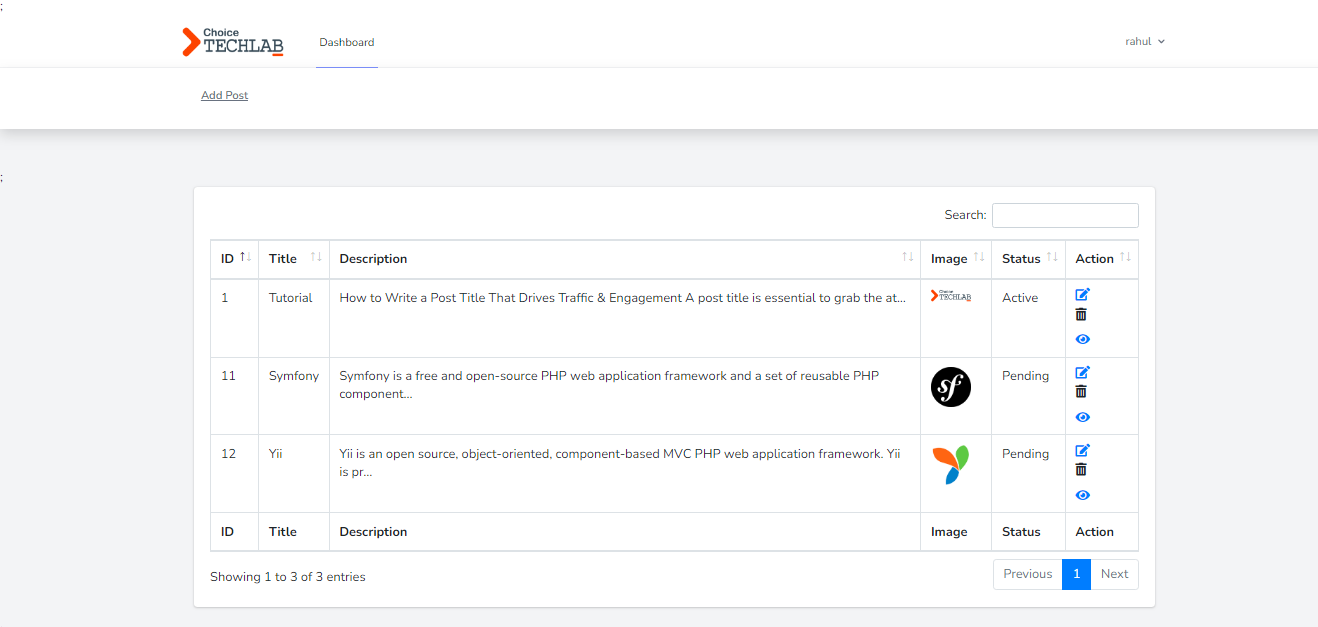 ;
Choice
TECHLAB
Dashboard
rahul
Add Post
;
Search:
ID Title Description Image Status Action
1 Tutorial How to Write a Post Title That Drives Traffic & Engagement A post title is essential to grab the at... Choice TECHLAB Active
11 Symfony Symfony is a free and open-source PHP web application framework and a set of reusable PHP sf Pending
component...
12 Yii Yii is an open source, object-oriented, component-based MVC PHP web application framework. Yii Pending
is pr...
ID Title Description Image Status Action
Showing 1 to 3 of 3 entries Previous 1 Next